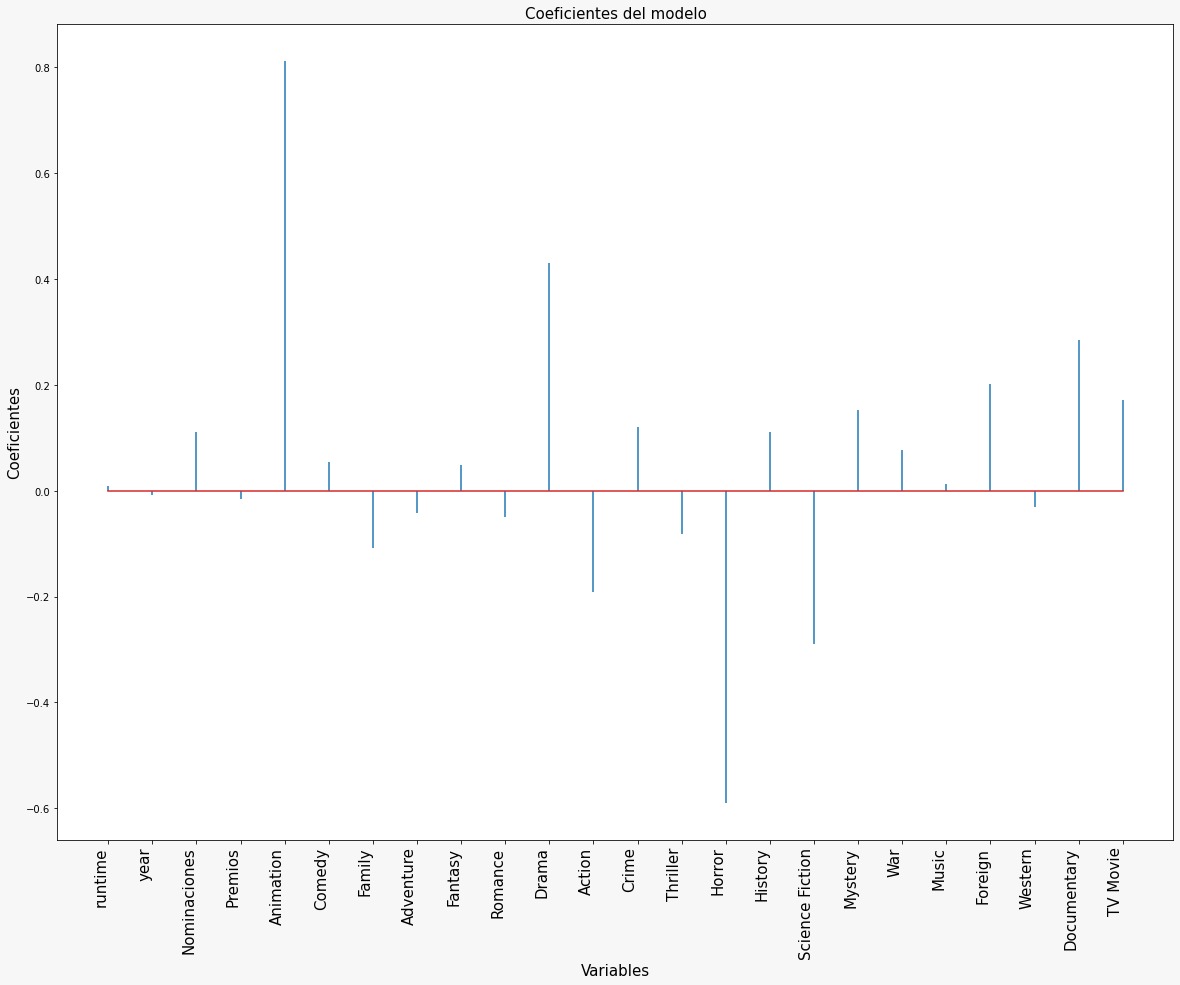 Coeficientes del modelo
0.8
0.6
0.4
0.2
0.0
−0.2
−0.4
−0.6
Coeficientes
runtime
year
Nominaciones
Premios
Animation
Comedy
Family
Adventure
Fantasy
Romance
Drama
Action
Crime
Thriller
Horror
History
Science Fiction
Mystery
War
Music
Foreign
Western
Documentary
TV Movie
Variables